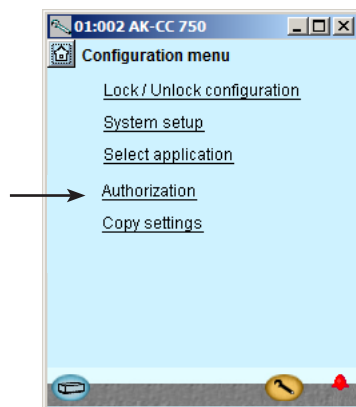 01:002 AK-CC 750
Configuration menu
Lock / Unlock configuration
System setup
Select application
Authorization
Copy settings